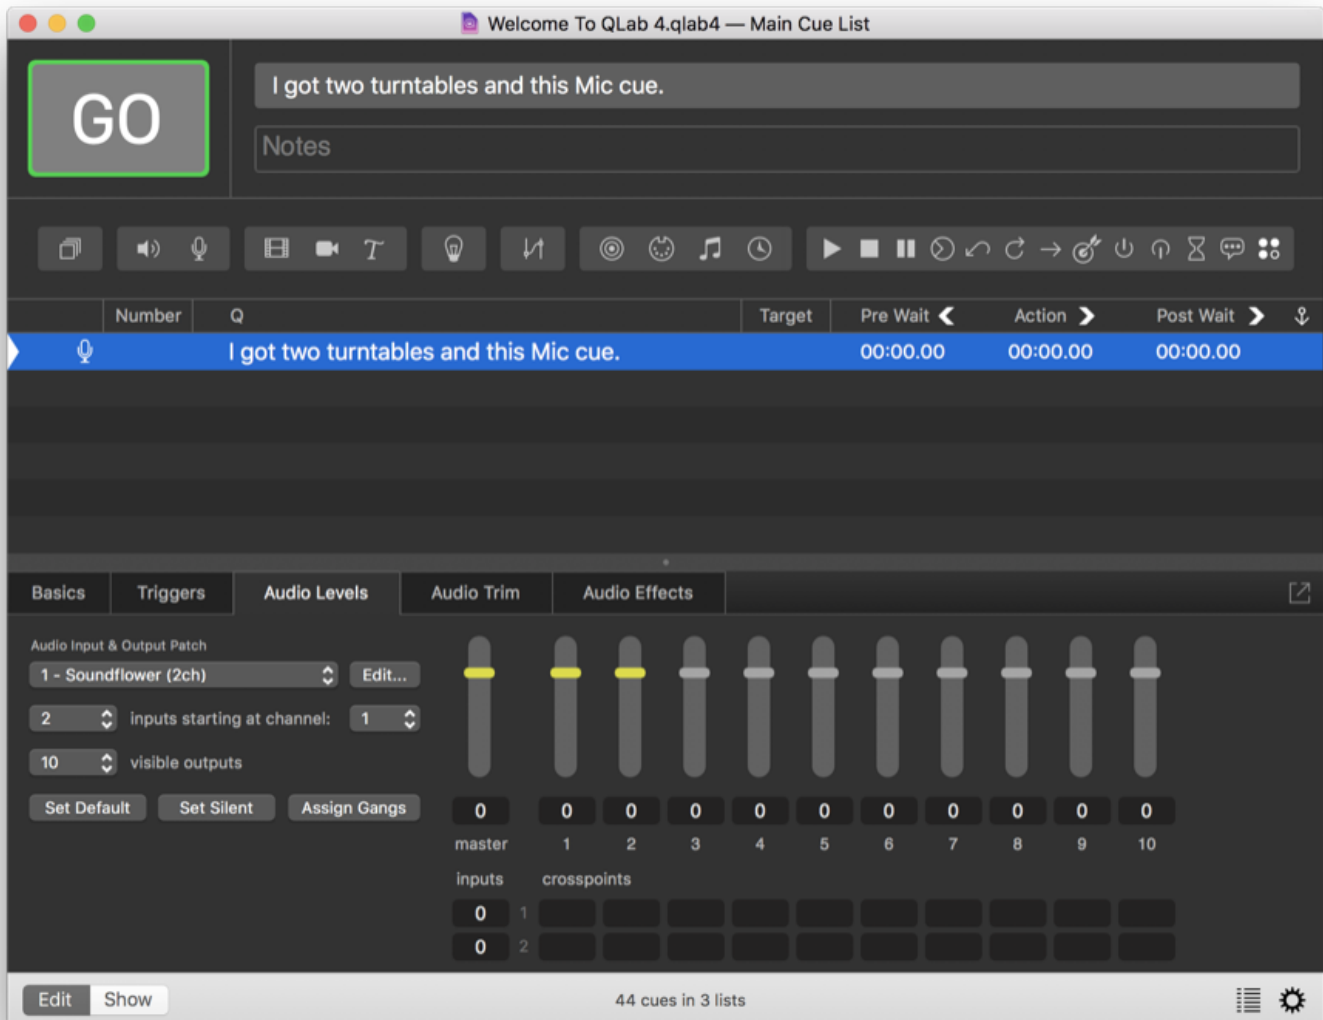 Welcome To QLab 4.qlab4 — Main Cue List
GO
I got two turntables and this Mic cue.
Notes
Number Q Target Pre Wait Action Post Wait
I got two turntables and this Mic cue. 00:00.00 00:00.00 00:00.00
Basics Triggers Audio Levels Audio Trim Audio Effects
Audio Input & Output Patch
1 - Soundflower (2ch) Edit...
2 inputs starting at channel: 1
10 visible outputs
Set Default Set Silent Assign Gangs
0 0 0 0 0 0 0 0 0 0 0
master 1 2 3 4 5 6 7 8 9 10
inputs crosspoints
0 1
0 2
Edit Show 44 cues in 3 lists